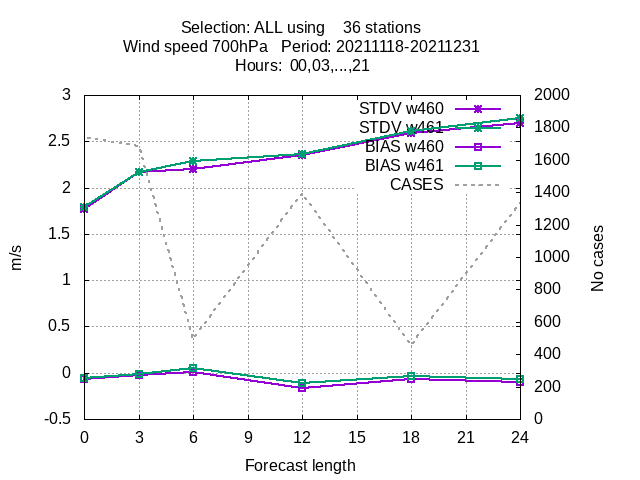 Selection: ALL using    36 stations
Wind speed 700hPa   Period: 20211118-20211231
Hours: 00,03,...,21
STDV w460
STDV w461
BIAS w460
BIAS w461
CASES
3
2.5
2
1.5
1
0.5
0
-0.5
m/s
2000
1800
1600
1400
1200
1000
800
600
400
200
0
No cases
0 3 6 9 12 15 18 21 24
Forecast length